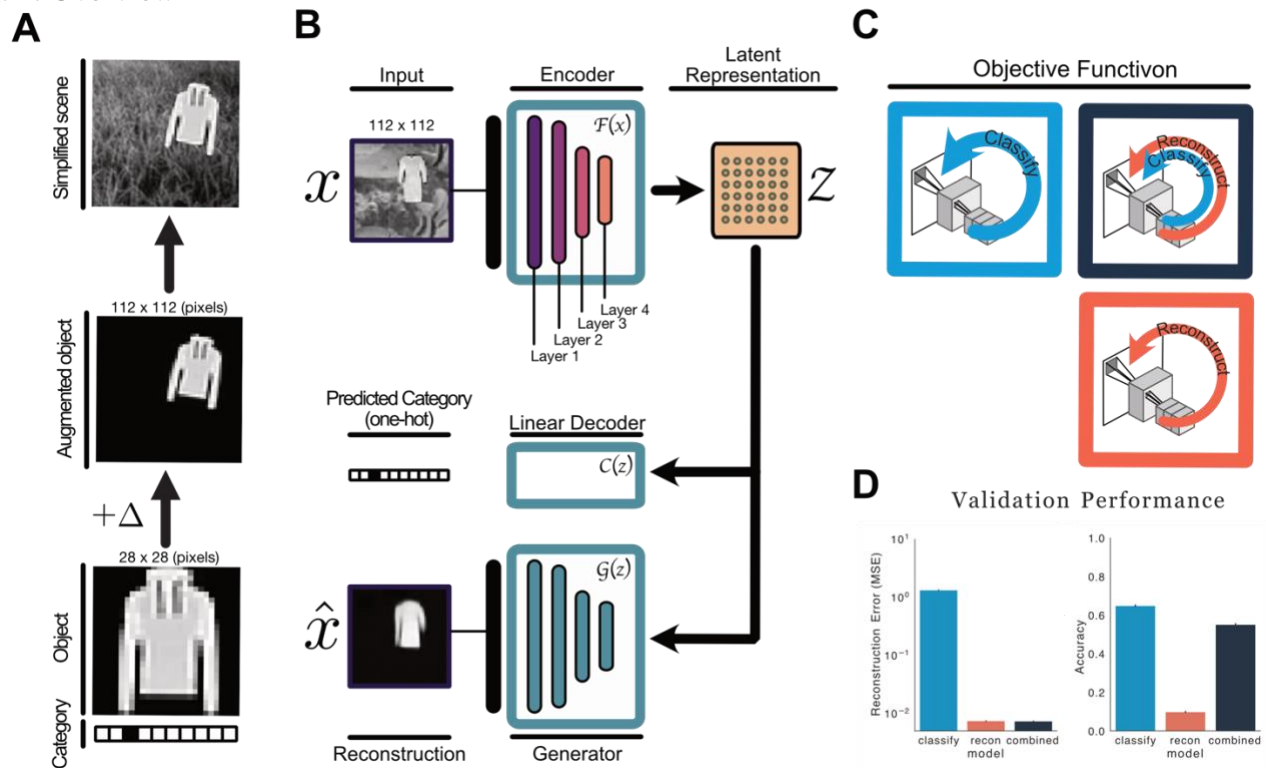 A
Simplified scene
112 x 112 (pixels)
Augmented object
+Δ
28 x 28 (pixels)
Object
Category
B
Input
Encoder
Latent
Representation
112 x 112
x
F(x)
z
Layer 4
Layer 3
Layer 2
Layer 1
Predicted Category
(one-hot)
Linear Decoder
C(z)
G(z)
x̂
Reconstruction
Generator
C
Objective Functivon
Classify
Reconstruct
Classify
Reconstruct
D
Validation Performance
Reconstruction Error (MSE)
10¹
10⁰
10⁻¹
10⁻²
classify
recon
combined
model
Accuracy
1.0
0.8
0.6
0.4
0.2
0.0
classify
recon
combined
model